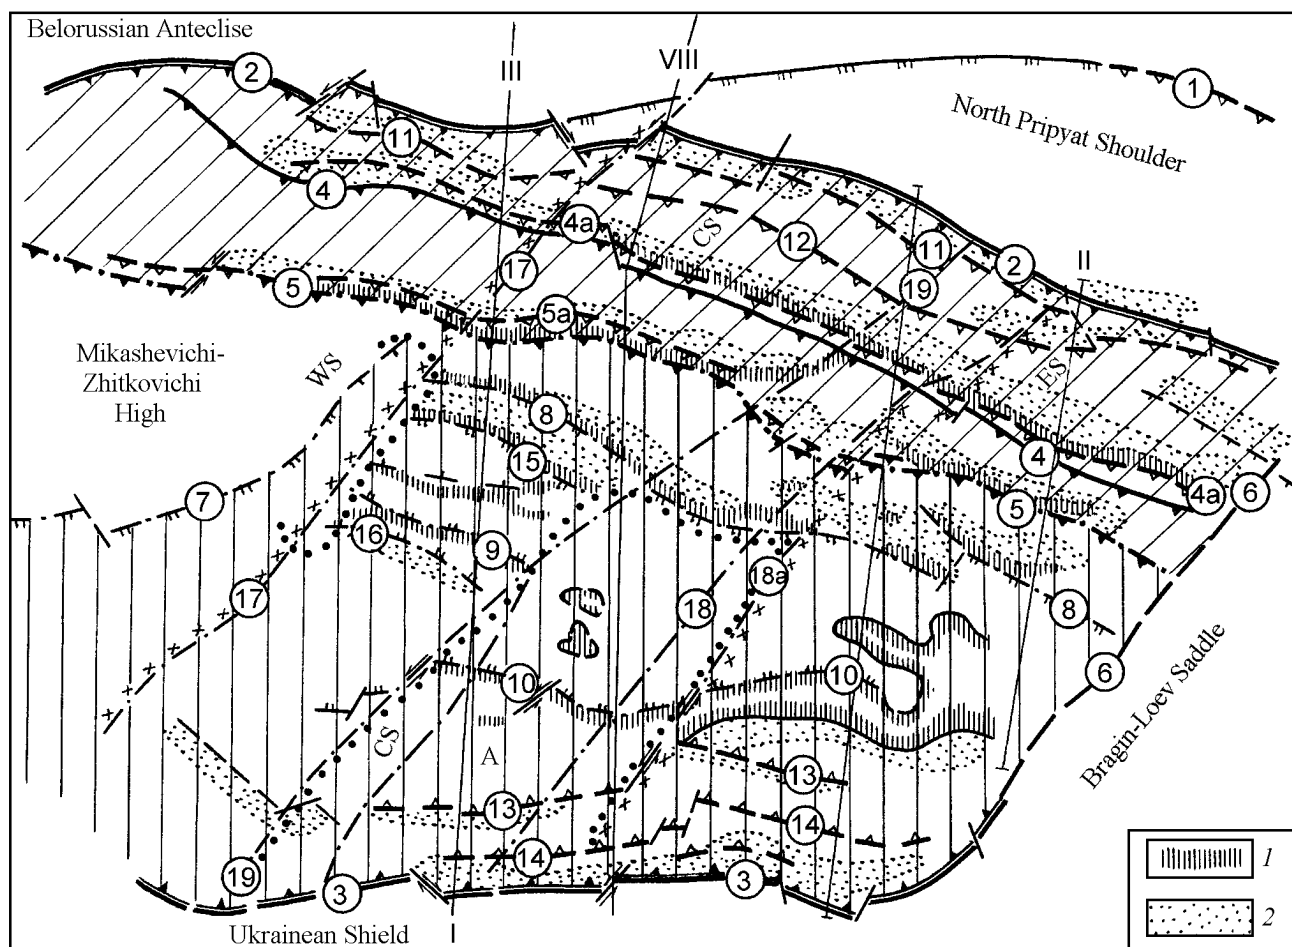 Belorussian Anteclise
III
VIII
2
1
North Pripyat Shoulder
11
4
4a
CS
12
11
2
17
19
II
5
5a
Mikashevichi-
Zhitkovichi
High
WS
ES
8
15
4
4a
6
5
7
16
9
18a
17
18
8
6
10
10
CS
A
Bragin-Loev Saddle
13
13
14
14
19
3
3
Ukrainean Shield
1
2